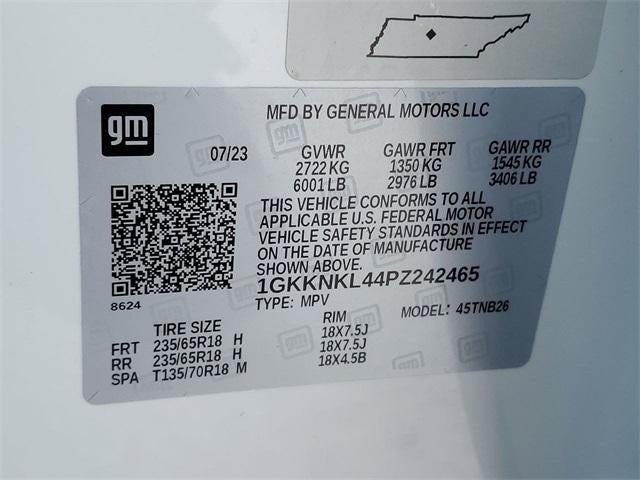 gm
MFD BY GENERAL MOTORS LLC
07/23
GVWR GAWR FRT GAWR RR
2722 KG 1350 KG 1545 KG
6001 LB 2976 LB 3406 LB
THIS VEHICLE CONFORMS TO ALL
APPLICABLE U.S. FEDERAL MOTOR
VEHICLE SAFETY STANDARDS IN EFFECT
ON THE DATE OF MANUFACTURE
SHOWN ABOVE.
1GKKNKL44PZ242465
8624
TYPE: MPV MODEL: 45TNB26
TIRE SIZE RIM
FRT 235/65R18 H 18X7.5J
RR 235/65R18 H 18X7.5J
SPA T135/70R18 M 18X4.5B